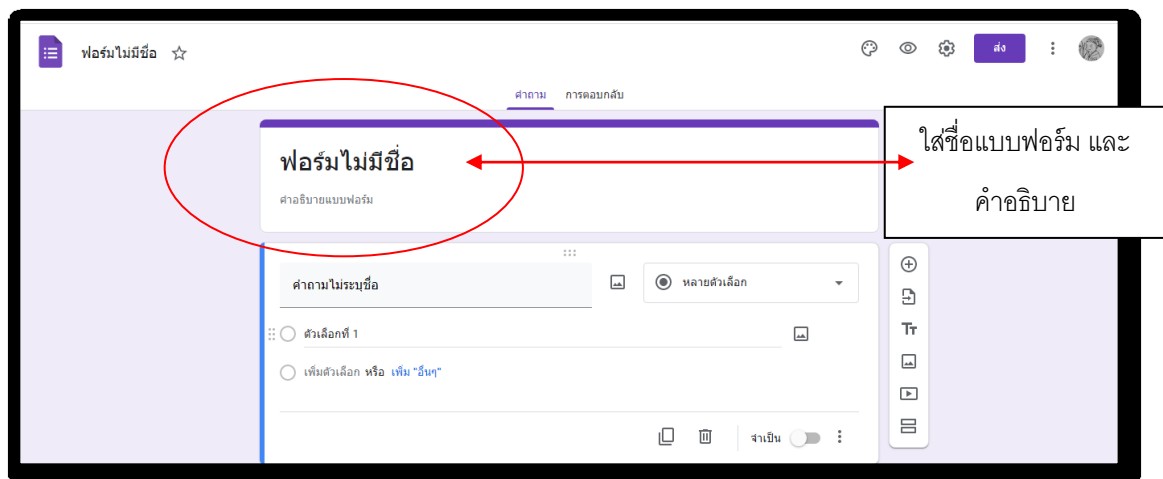 ฟอร์มไม่มีชื่อ
ส่ง
คำถาม การตอบกลับ
ฟอร์มไม่มีชื่อ
คำอธิบายแบบฟอร์ม
ใส่ชื่อแบบฟอร์ม และ
คำอธิบาย
คำถามไม่ระบุชื่อ
หลายตัวเลือก
ตัวเลือกที่ 1
เพิ่มตัวเลือก หรือ เพิ่ม "อื่นๆ"
จำเป็น
Tт